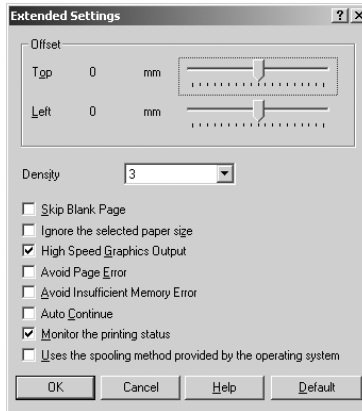 Extended Settings
Offset
Top 0 mm
Left 0 mm
Density 3
Skip Blank Page
Ignore the selected paper size
High Speed Graphics Output
Avoid Page Error
Avoid Insufficient Memory Error
Auto Continue
Monitor the printing status
Uses the spooling method provided by the operating system
OK Cancel Help Default